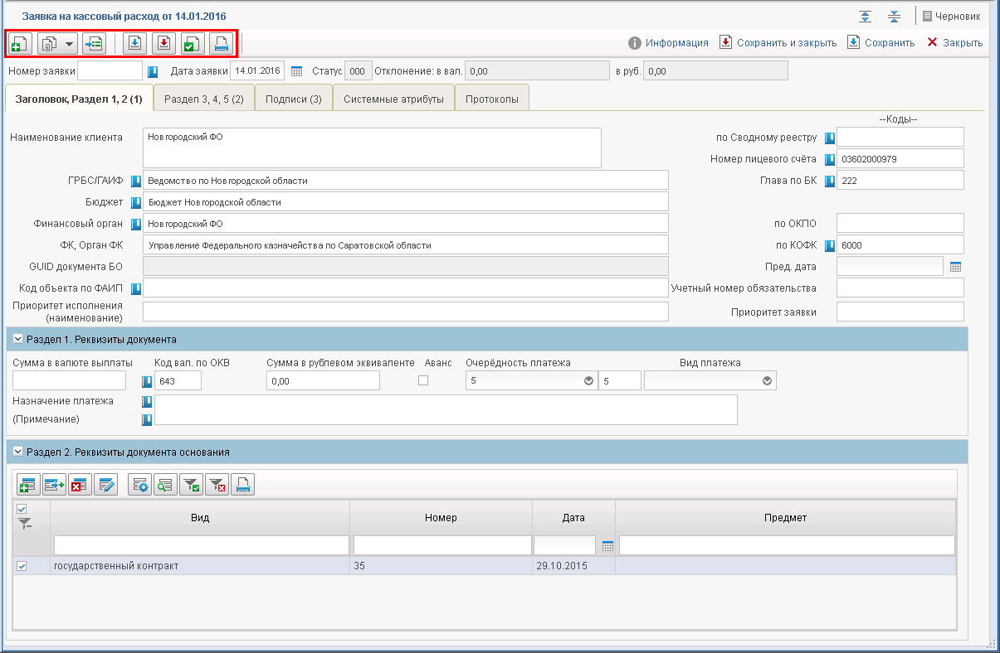 Заявка на кассовый расход от 14.01.2016
Черновик
Информация Сохранить и закрыть Сохранить Закрыть
Номер заявки Дата заявки 14.01.2016 Статус 000 Отклонение: в вал. 0,00 в руб. 0,00
Заголовок, Раздел 1, 2 (1) Раздел 3, 4, 5 (2) Подписи (3) Системные атрибуты Протоколы
--Коды--
Наименование клиента Новгородский ФО по Сводному реестру
Номер лицевого счёта 03602000979
ГРБС/ГАИФ Ведомство по Новгородской области Глава по БК 222
Бюджет Бюджет Новгородской области
Финансовый орган Новгородский ФО по ОКПО
ФК, Орган ФК Управление Федерального казначейства по Саратовской области по КОФК 6000
GUID документа БО Пред. дата
Код объекта по ФАИП Учетный номер обязательства
Приоритет исполнения
(наименование) Приоритет заявки
Раздел 1. Реквизиты документа
Сумма в валюте выплаты Код вал. по ОКВ Сумма в рублевом эквиваленте Аванс Очерёдность платежа Вид платежа
643 0,00 5 5
Назначение платежа
(Примечание)
Раздел 2. Реквизиты документа основания
Вид Номер Дата Предмет
государственный контракт 35 29.10.2015